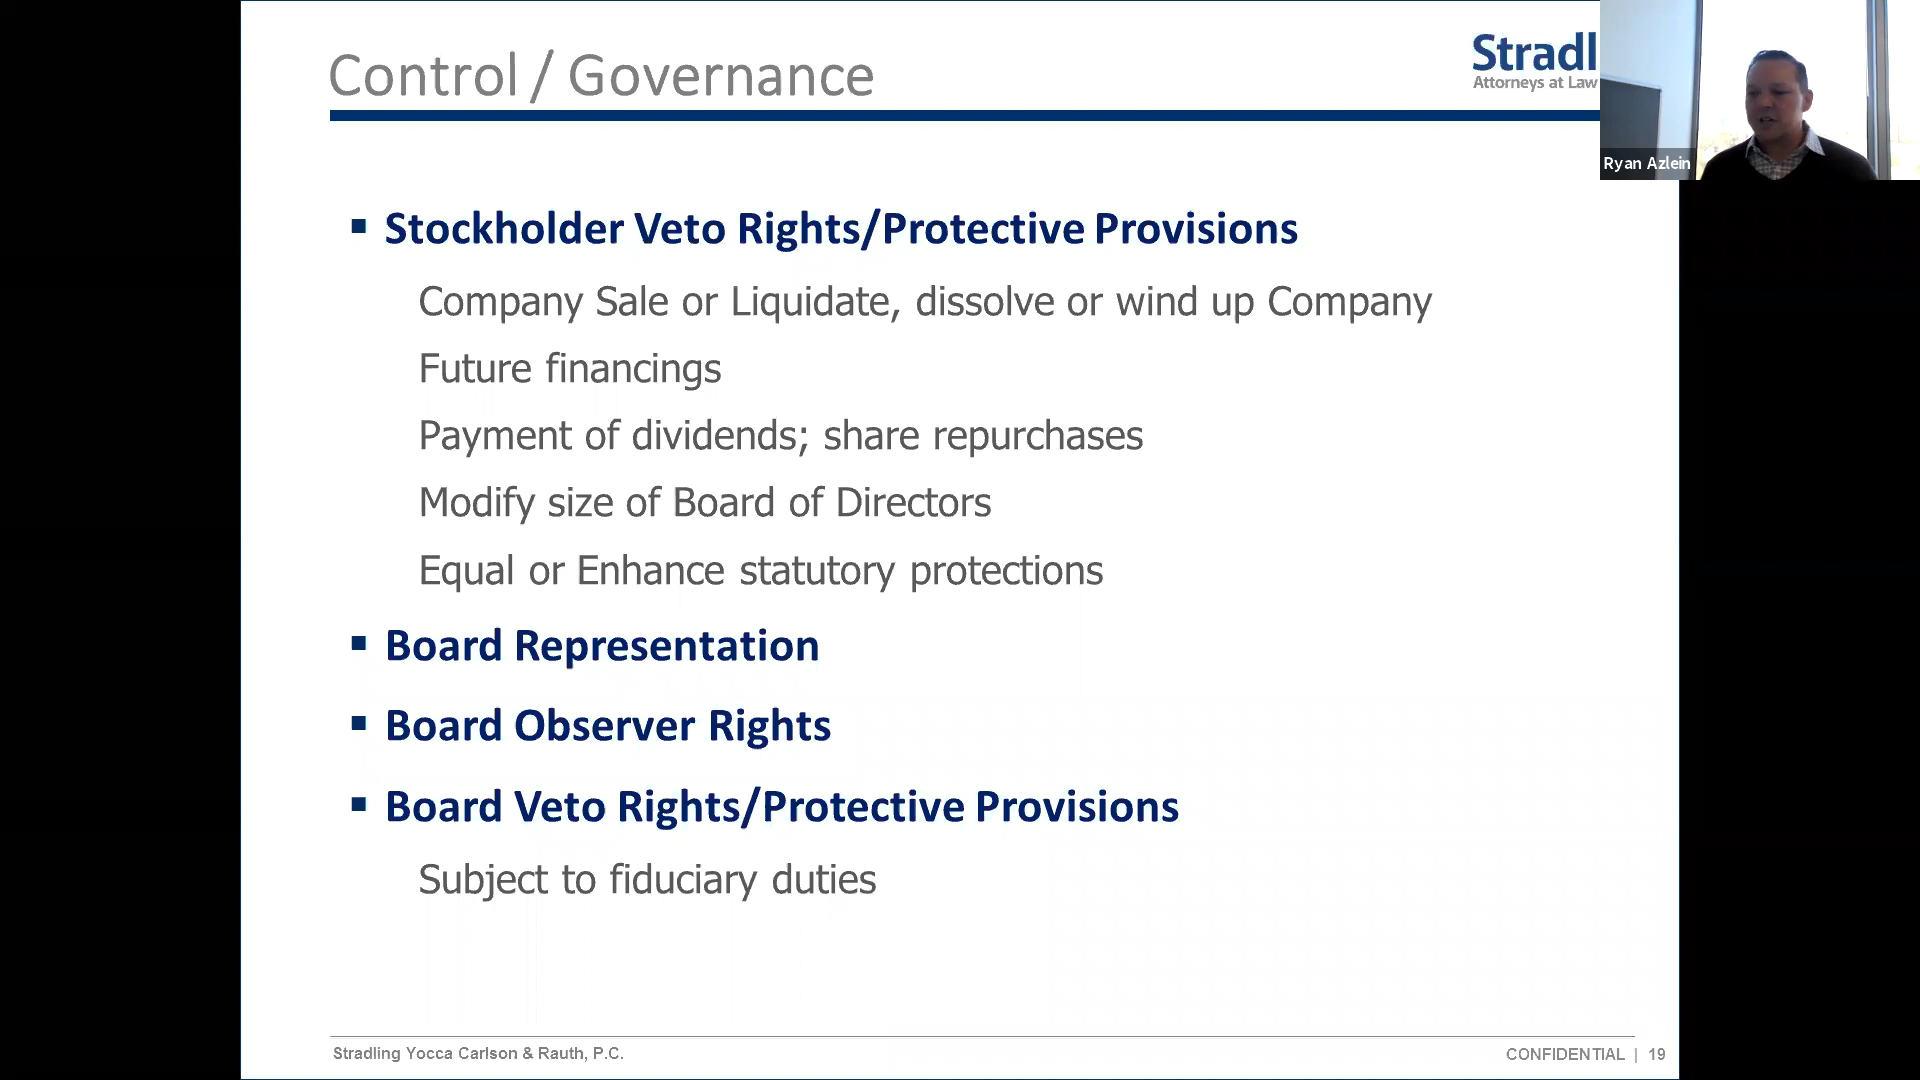 Control / Governance
Stradl
Attorneys at Law
Ryan Azlein
Stockholder Veto Rights/Protective Provisions
Company Sale or Liquidate, dissolve or wind up Company
Future financings
Payment of dividends; share repurchases
Modify size of Board of Directors
Equal or Enhance statutory protections
Board Representation
Board Observer Rights
Board Veto Rights/Protective Provisions
Subject to fiduciary duties
Stradling Yocca Carlson & Rauth, P.C.
CONFIDENTIAL | 19